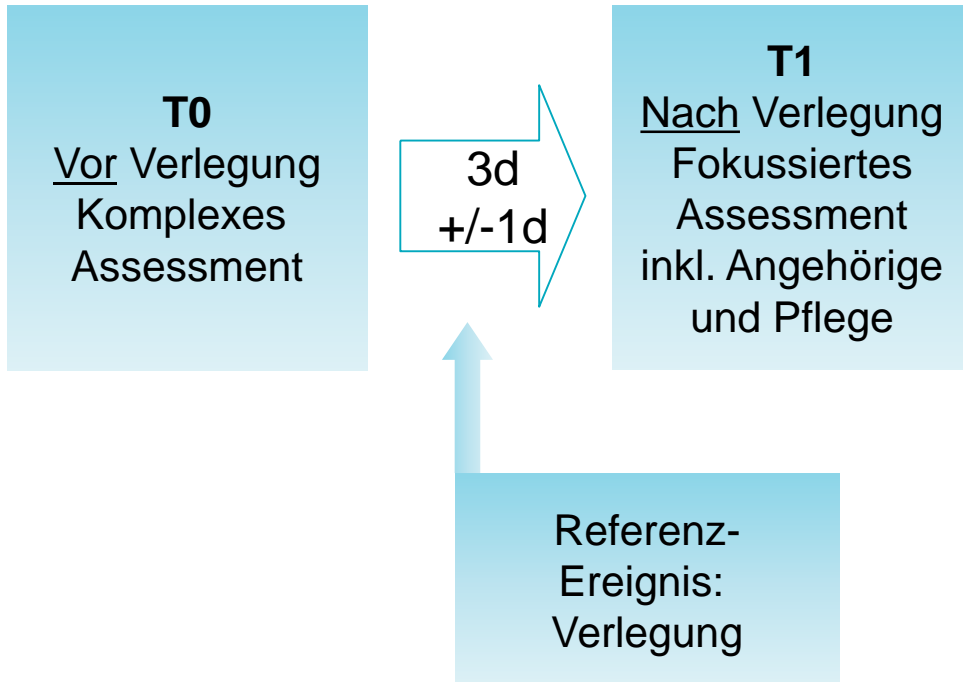 T0
Vor Verlegung
Komplexes
Assessment
3d
+/-1d
T1
Nach Verlegung
Fokussiertes
Assessment
inkl. Angehörige
und Pflege
Referenz-
Ereignis:
Verlegung